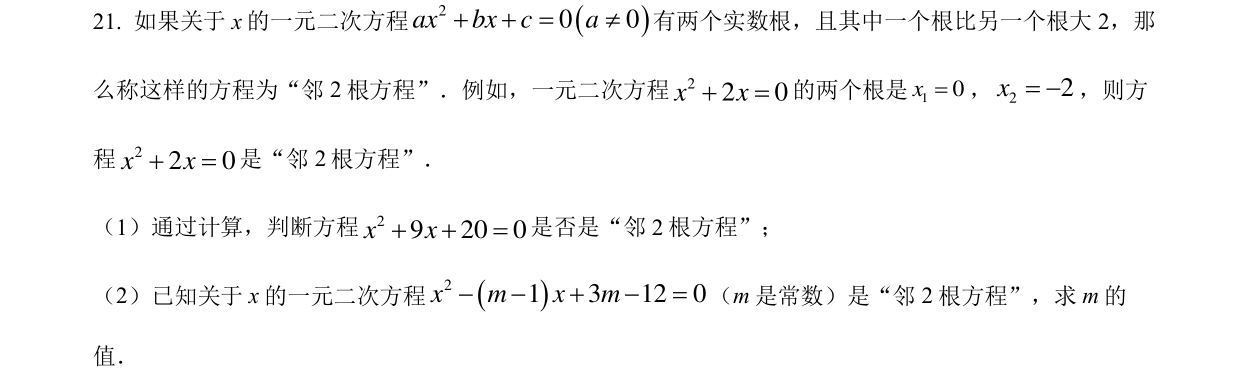 21. 如果关于 x 的一元二次方程 ax² + bx + c = 0(a ≠ 0) 有两个实数根，且其中一个根比另一个根大 2，那
么称这样的方程为“邻 2 根方程”．例如，一元二次方程 x² + 2x = 0 的两个根是 x₁ = 0， x₂ = −2，则方
程 x² + 2x = 0 是“邻 2 根方程”．
（1）通过计算，判断方程 x² + 9x + 20 = 0 是否是“邻 2 根方程”；
（2）已知关于 x 的一元二次方程 x² − (m − 1)x + 3m − 12 = 0（m 是常数）是“邻 2 根方程”，求 m 的
值．